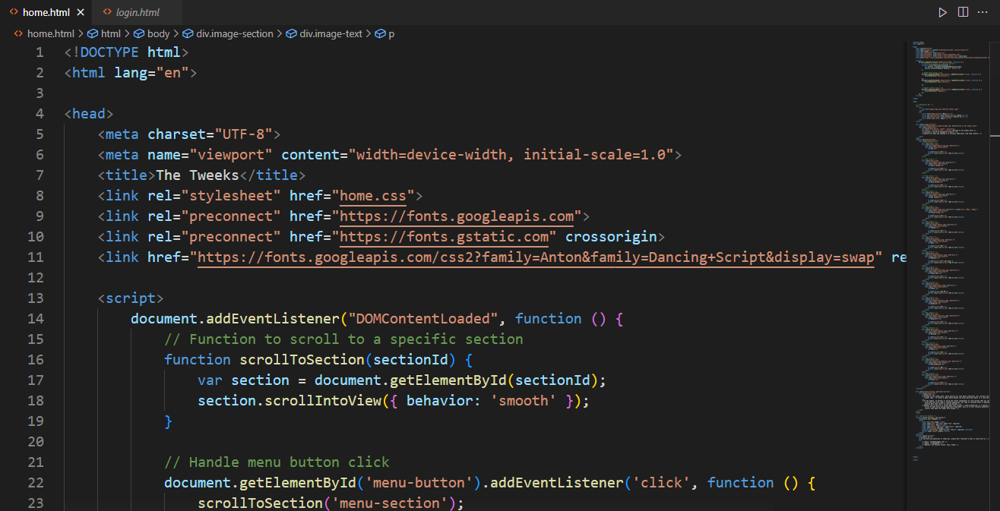 home.html
login.html
home.html > html > body > div.image-section > div.image-text > p
1 <!DOCTYPE html>
2 <html lang="en">
3
4 <head>
5     <meta charset="UTF-8">
6     <meta name="viewport" content="width=device-width, initial-scale=1.0">
7     <title>The Tweeks</title>
8     <link rel="stylesheet" href="home.css">
9     <link rel="preconnect" href="https://fonts.googleapis.com">
10     <link rel="preconnect" href="https://fonts.gstatic.com" crossorigin>
11     <link href="https://fonts.googleapis.com/css2?family=Anton&family=Dancing+Script&display=swap" re
12
13     <script>
14         document.addEventListener("DOMContentLoaded", function () {
15             // Function to scroll to a specific section
16             function scrollToSection(sectionId) {
17                 var section = document.getElementById(sectionId);
18                 section.scrollIntoView({ behavior: 'smooth' });
19             }
20
21             // Handle menu button click
22             document.getElementById('menu-button').addEventListener('click', function () {
23                 scrollToSection('menu-section');